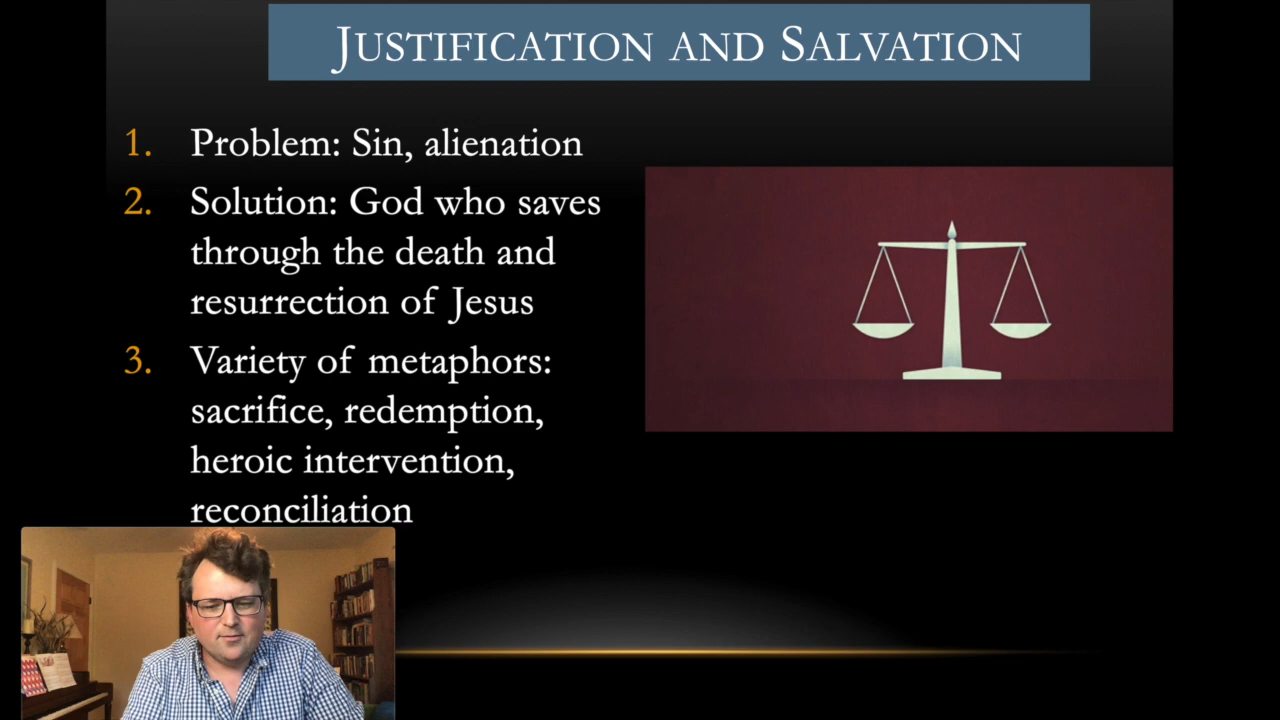 JUSTIFICATION AND SALVATION
1. Problem: Sin, alienation
2. Solution: God who saves
through the death and
resurrection of Jesus
3. Variety of metaphors:
sacrifice, redemption,
heroic intervention,
reconciliation